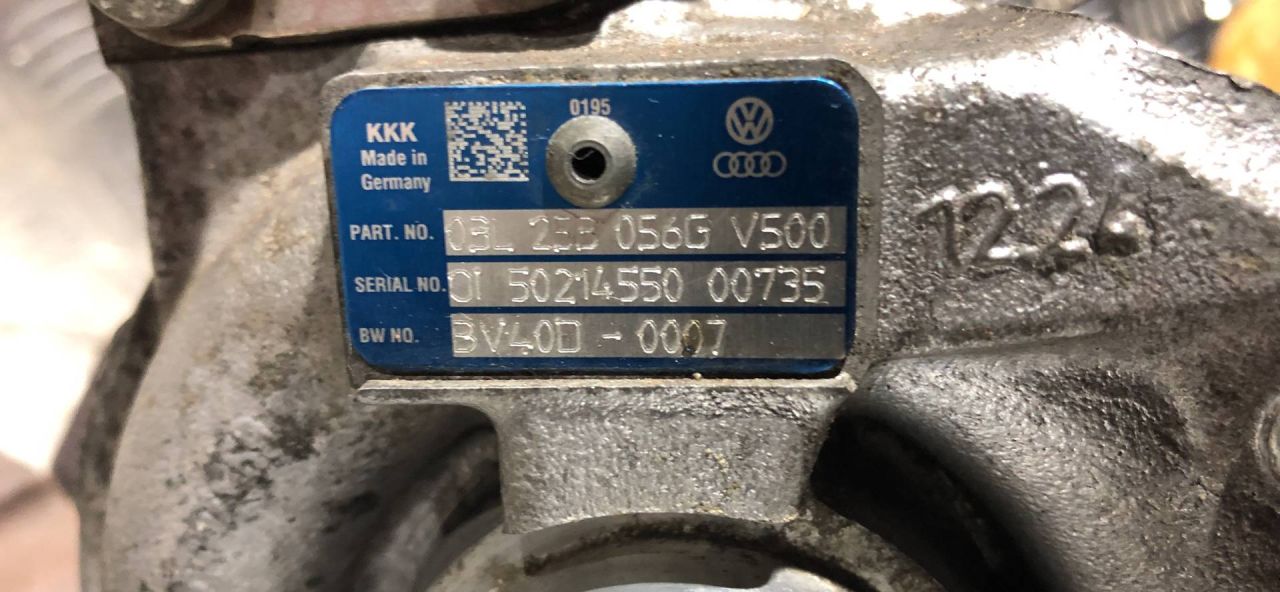 0195
KKK
Made in
Germany
PART. NO. 03L 253 056G V500
SERIAL NO. 01 50214550 00735
BW NO. BV40D - 0007
1226